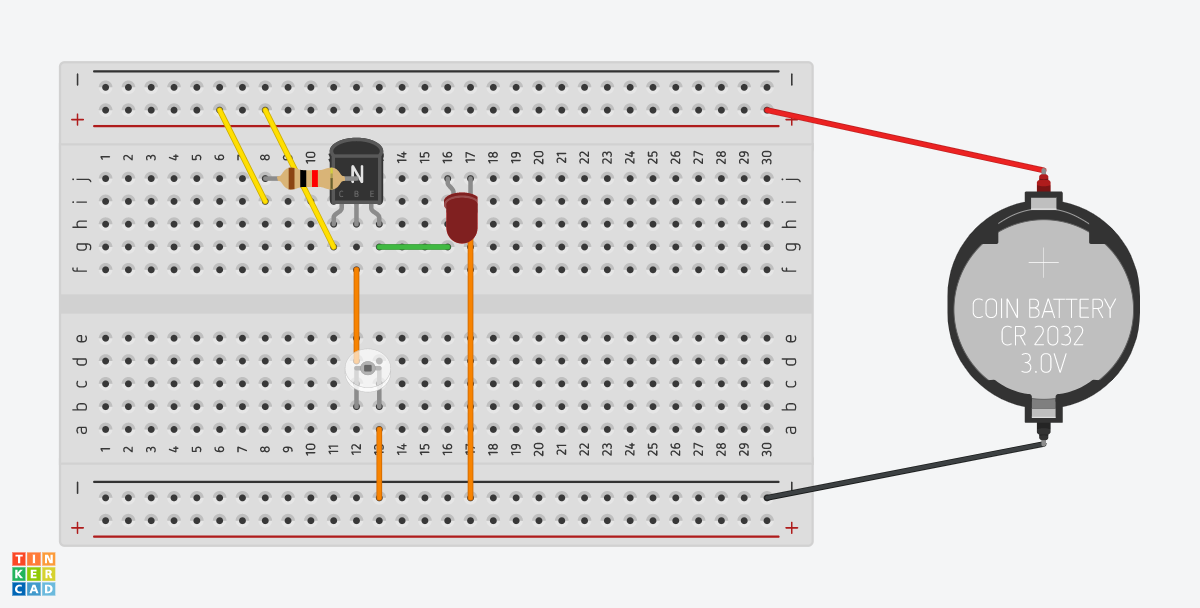 − −
+ +
1 2 3 4 5 6 7 8 9 10 11 13 14 15 16 17 18 19 20 21 22 23 24 25 26 27 28 29 30
j j
i i
h h
g g
f f
N
C B E
e e
d d
c c
b b
a a
1 2 3 4 5 6 7 8 9 10 11 12 13 14 15 16 17 18 19 20 21 22 23 24 25 26 27 28 29 30
− −
+ +
COIN BATTERY
CR 2032
3.0V
TIN
KER
CAD